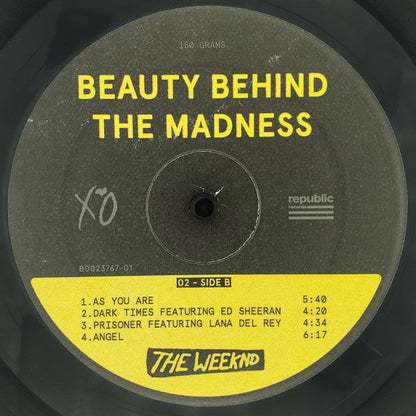 150 GRAMS
BEAUTY BEHIND
THE MADNESS
XO
republic
records
B0023767-01
02 - SIDE B
1.AS YOU ARE 5:40
2.DARK TIMES FEATURING ED SHEERAN 4:20
3.PRISONER FEATURING LANA DEL REY 4:34
4.ANGEL 6:17
THE WEEKND